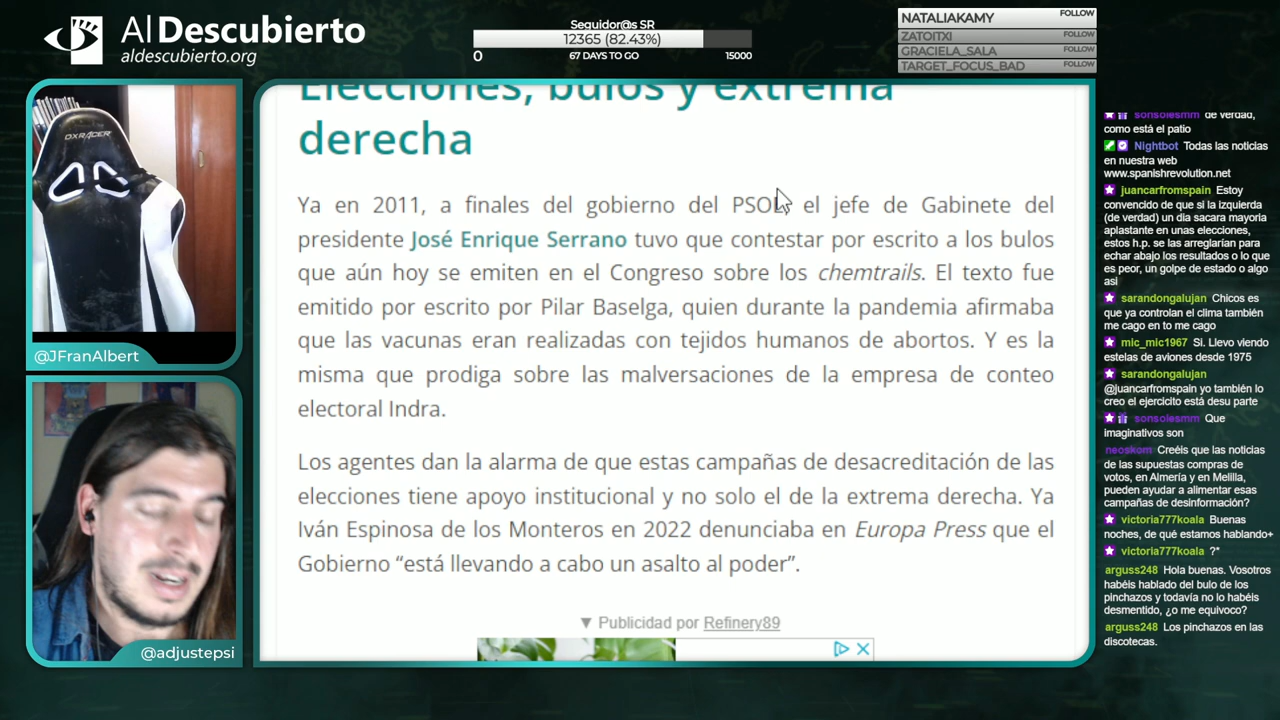 Al Descubierto
aldescubierto.org
Seguidor@s SR
12365 (82.43%)
0
67 DAYS TO GO
15000
NATALIAKAMY FOLLOW
ZATOITXI FOLLOW
GRACIELA_SALA FOLLOW
TARGET_FOCUS_BAD FOLLOW
DXRACER
@JFranAlbert
@adjustepsi
Elecciones, bulos y extrema
derecha
Ya en 2011, a finales del gobierno del PSOE, el jefe de Gabinete del
presidente José Enrique Serrano tuvo que contestar por escrito a los bulos
que aún hoy se emiten en el Congreso sobre los chemtrails. El texto fue
emitido por escrito por Pilar Baselga, quien durante la pandemia afirmaba
que las vacunas eran realizadas con tejidos humanos de abortos. Y es la
misma que prodiga sobre las malversaciones de la empresa de conteo
electoral Indra.
Los agentes dan la alarma de que estas campañas de desacreditación de las
elecciones tiene apoyo institucional y no solo el de la extrema derecha. Ya
Iván Espinosa de los Monteros en 2022 denunciaba en Europa Press que el
Gobierno “está llevando a cabo un asalto al poder”.
▼ Publicidad por Refinery89
sonsolesmm de verdad,
como está el patio
Nightbot Todas las noticias
en nuestra web
www.spanishrevolution.net
juancarfromspain Estoy
convencido de que si la izquierda
(de verdad) un dia sacara mayoria
aplastante en unas elecciones,
estos h.p. se las arreglarían para
echar abajo los resultados o lo que
es peor, un golpe de estado o algo
asi
sarandongalujan Chicos es
que ya controlan el clima también
me cago en to me cago
mic_mic1967 Si. Llevo viendo
estelas de aviones desde 1975
sarandongalujan
@juancarfromspain yo también lo
creo el ejercicito está desu parte
sonsolesmm Que
imaginativos son
neoskom Creéis que las noticias
de las supuestas compras de
votos, en Almería y en Melilla,
pueden ayudar a alimentar esas
campañas de desinformación?
victoria777koala Buenas
noches, de qué estamos hablando+
victoria777koala ?*
arguss248 Hola buenas. Vosotros
habéis hablado del bulo de los
pinchazos y todavía no lo habéis
desmentido, ¿o me equivoco?
arguss248 Los pinchazos en las
discotecas.